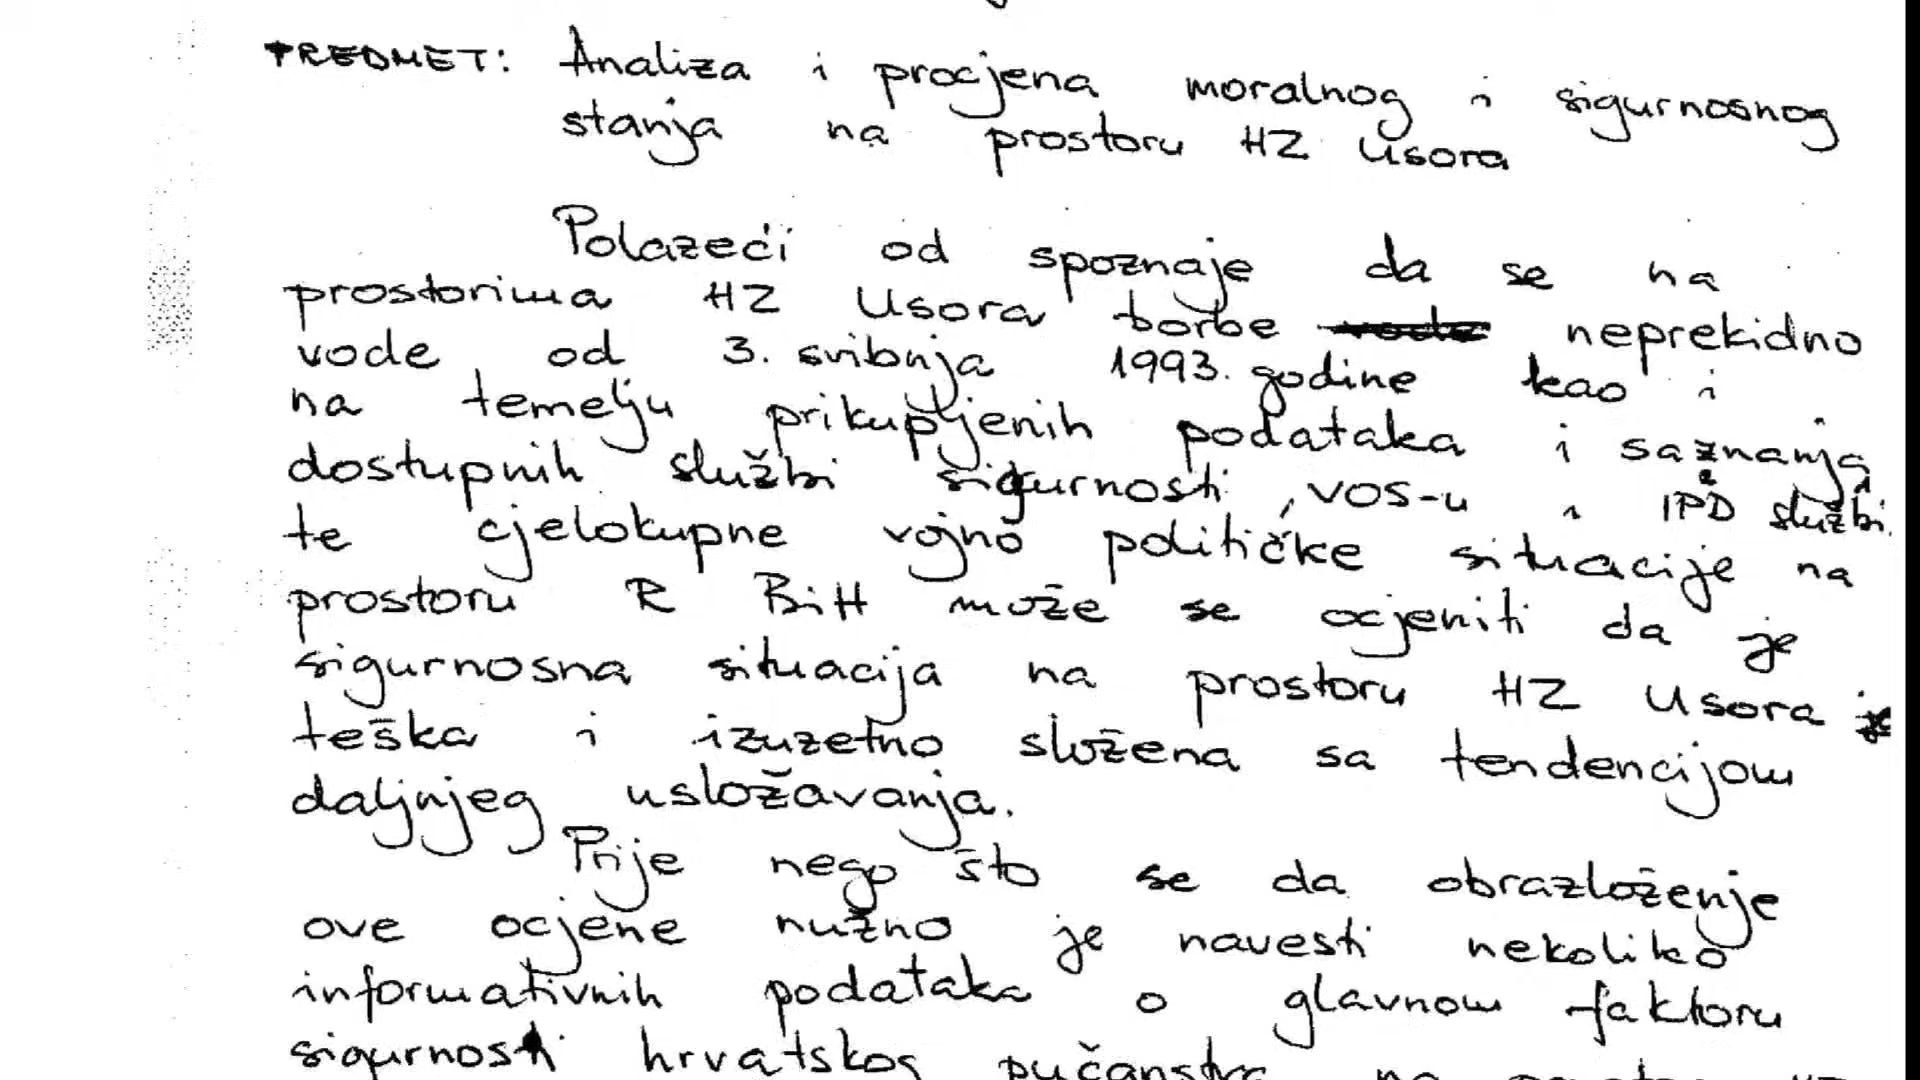 PREDMET: Analiza i procjena moralnog i sigurnosnog
stanja na prostoru HZ Usora
Polazeći od spoznaje da se na
prostorima HZ Usora borbe neprekidno
vode od 3. svibnja 1993. godine kao i
na temelju prikupljenih podataka i saznanja
dostupnih službi sigurnosti, VOS-u i IPD službi
te cjelokupne vojno političke situacije na
prostoru R BiH može se ocjeniti da je
sigurnosna situacija na prostoru HZ Usora
teška i izuzetno složena sa tendencijom
daljnjeg usložavanja.
Prije nego što se da obrazloženje
ove ocjene nužno je navesti nekoliko
informativnih podataka o glavnom faktoru
sigurnosti hrvatskog pučanstva na